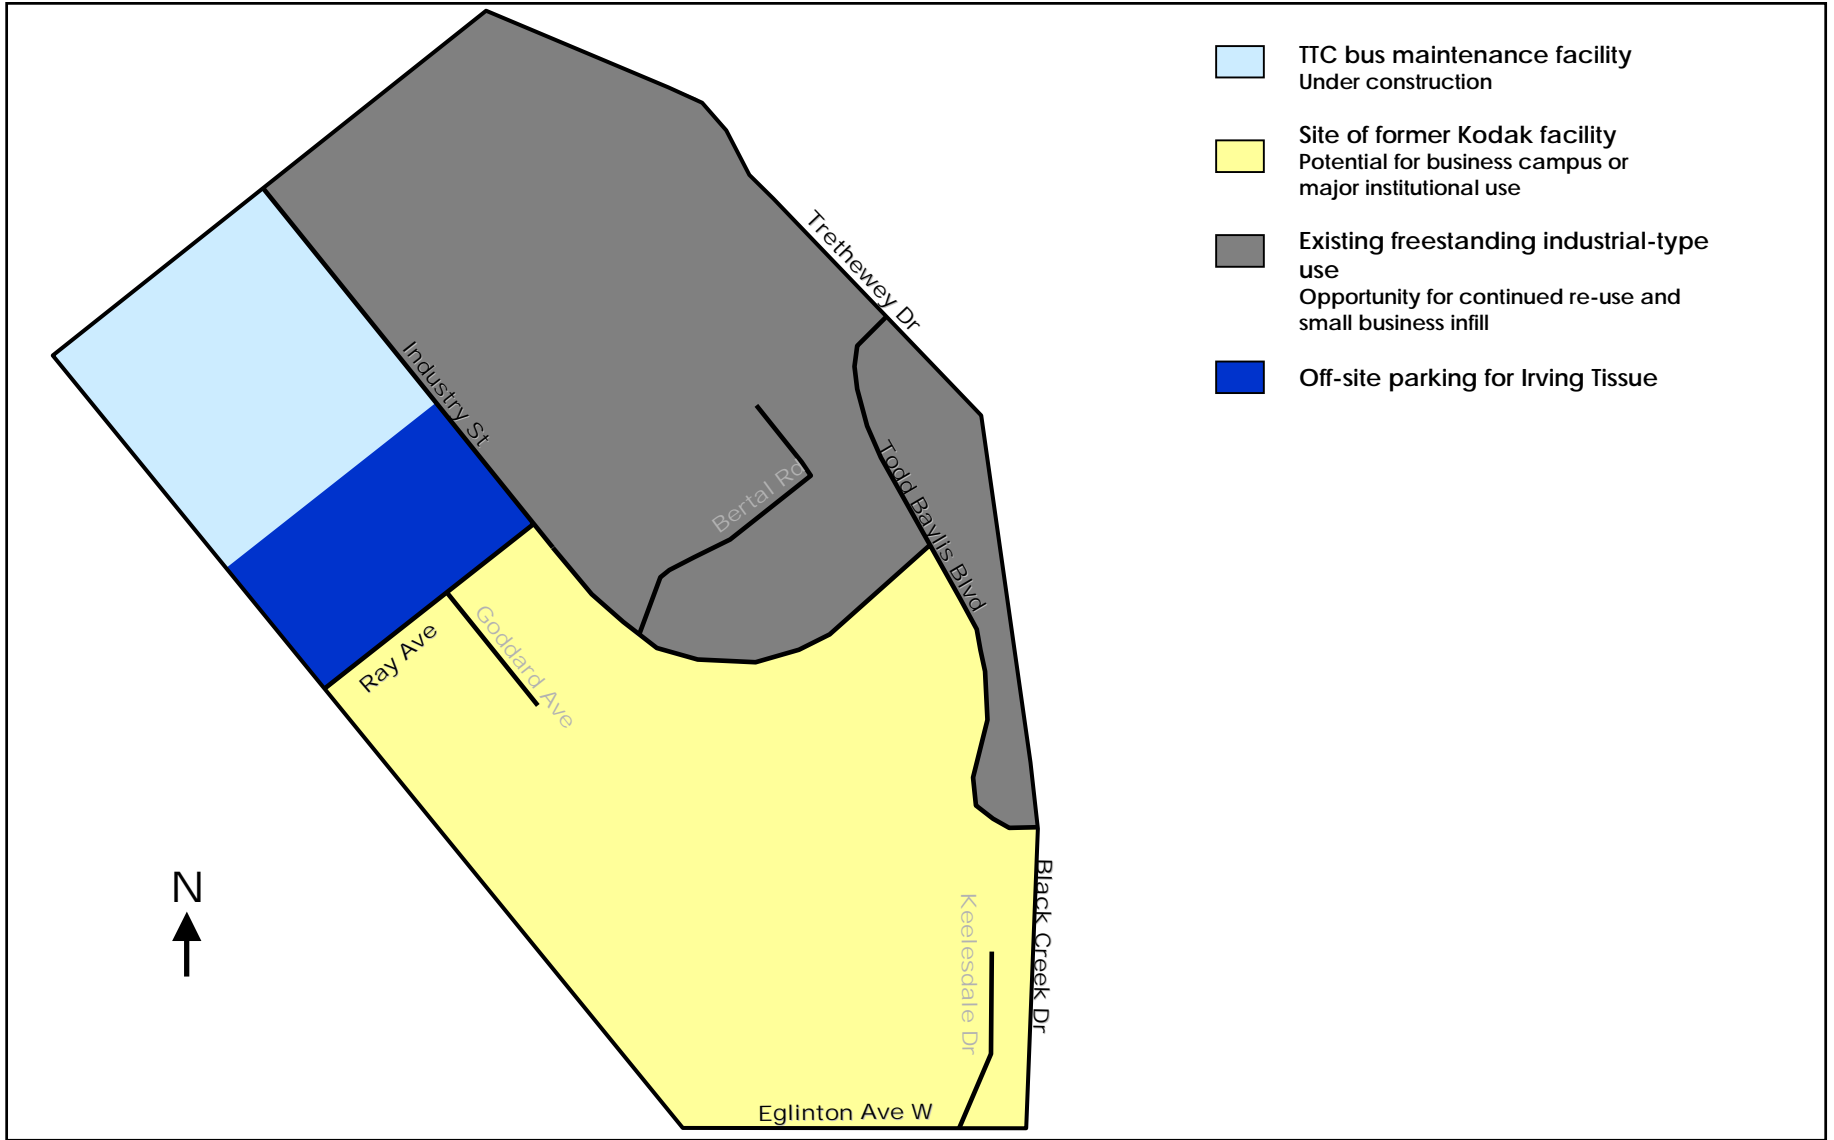 TTC bus maintenance facility
Under construction
Site of former Kodak facility
Potential for business campus or
major institutional use
Existing freestanding industrial-type
use
Opportunity for continued re-use and
small business infill
Off-site parking for Irving Tissue
Trethewey Dr
Industry St
Todd Baylis Blvd
Bertal Rd
Goddard Ave
Ray Ave
N
Black Creek Dr
Keelesdale Dr
Eglinton Ave W